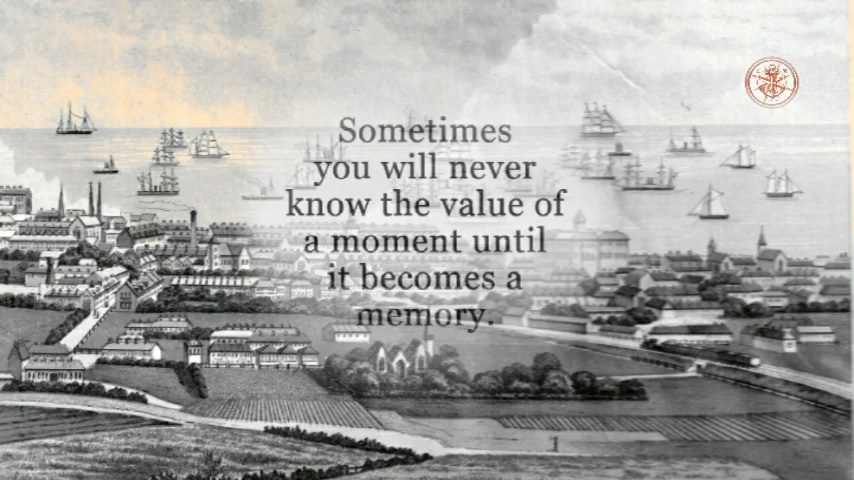 Sometimes
you will never
know the value of
a moment until
it becomes a
memory.